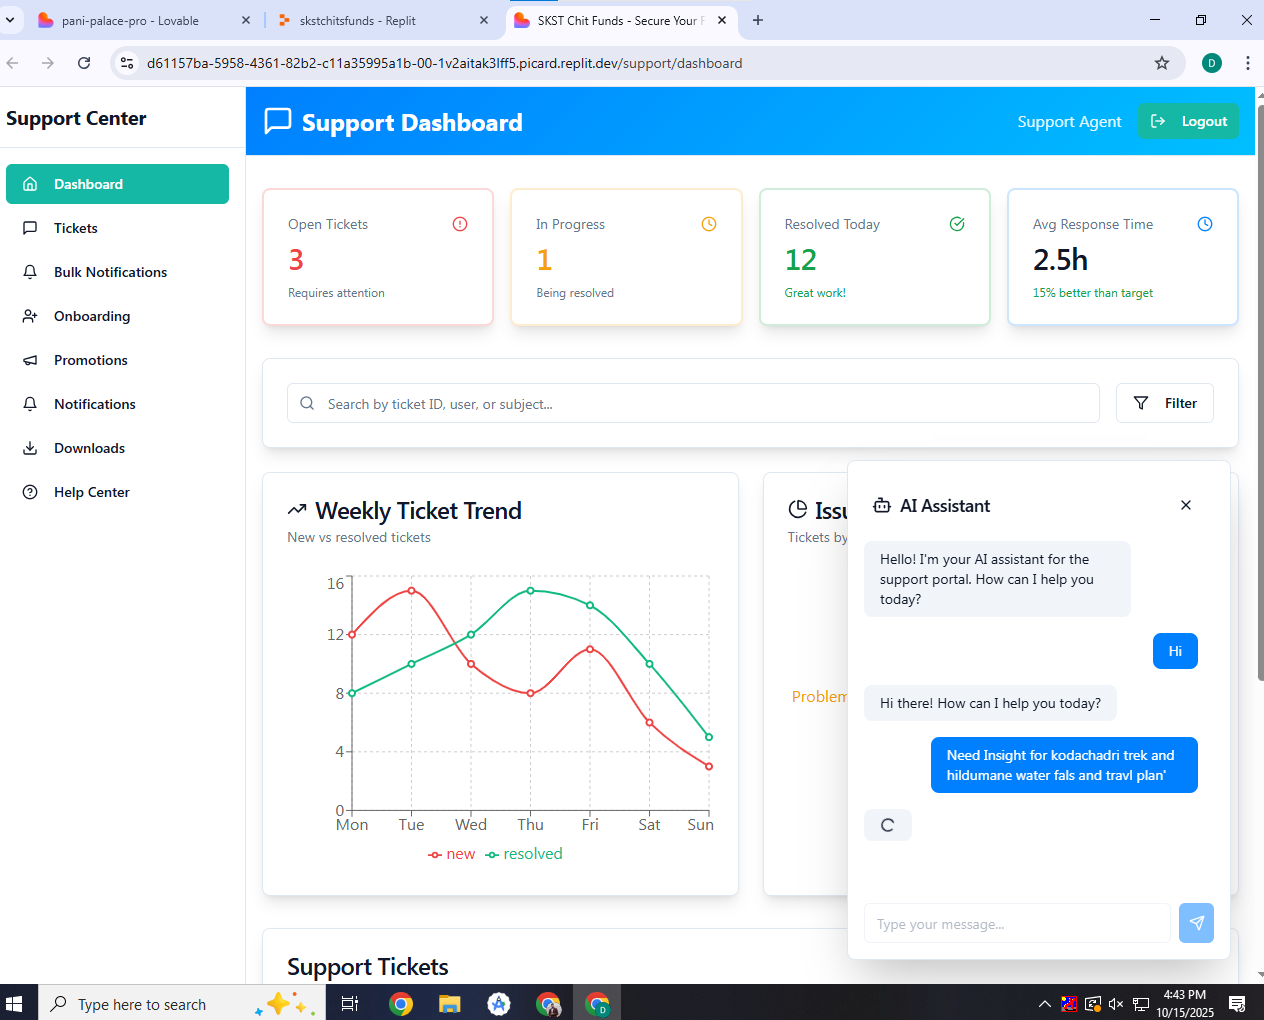 pani-palace-pro - Lovable
skstchitsfunds - Replit
SKST Chit Funds - Secure Your F
d61157ba-5958-4361-82b2-c11a35995a1b-00-1v2aitak3lff5.picard.replit.dev/support/dashboard
D
Support Center
Support Dashboard
Support Agent
Logout
Dashboard
Tickets
Bulk Notifications
Onboarding
Promotions
Notifications
Downloads
Help Center
Open Tickets
3
Requires attention
In Progress
1
Being resolved
Resolved Today
12
Great work!
Avg Response Time
2.5h
15% better than target
Search by ticket ID, user, or subject...
Filter
Weekly Ticket Trend
New vs resolved tickets
16
12
8
4
0
Mon Tue Wed Thu Fri Sat Sun
new resolved
Issu
Tickets by
Problem
AI Assistant
Hello! I'm your AI assistant for the
support portal. How can I help you
today?
Hi
Hi there! How can I help you today?
Need Insight for kodachadri trek and
hildumane water fals and travl plan'
Type your message...
Support Tickets
Type here to search
D
4:43 PM
10/15/2025